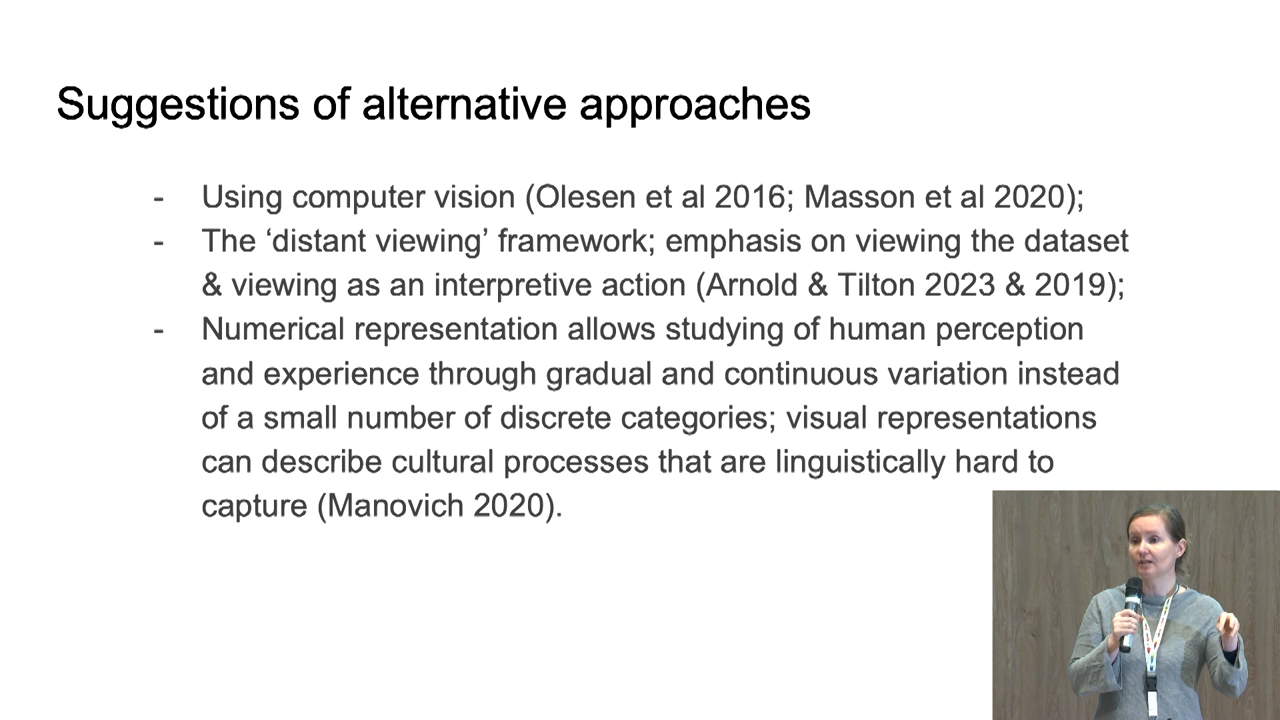 Suggestions of alternative approaches
- Using computer vision (Olesen et al 2016; Masson et al 2020);
- The ‘distant viewing’ framework; emphasis on viewing the dataset
& viewing as an interpretive action (Arnold & Tilton 2023 & 2019);
- Numerical representation allows studying of human perception
and experience through gradual and continuous variation instead
of a small number of discrete categories; visual representations
can describe cultural processes that are linguistically hard to
capture (Manovich 2020).